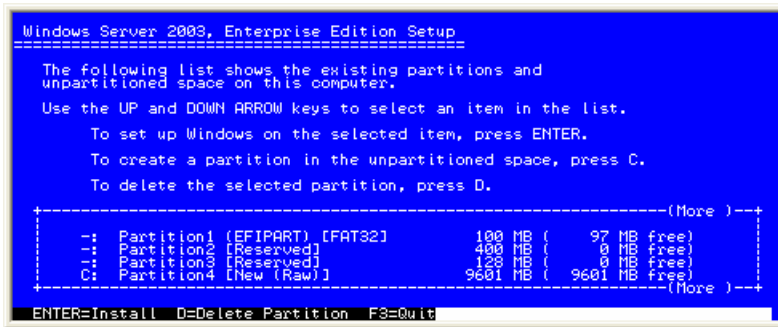 Windows Server 2003, Enterprise Edition Setup
===============================================
The following list shows the existing partitions and
unpartitioned space on this computer.
Use the UP and DOWN ARROW keys to select an item in the list.
To set up Windows on the selected item, press ENTER.
To create a partition in the unpartitioned space, press C.
To delete the selected partition, press D.
(More )
-: Partition1 (EFIPART) [FAT32] 100 MB ( 97 MB free)
-: Partition2 [Reserved] 400 MB ( 0 MB free)
-: Partition3 [Reserved] 128 MB ( 0 MB free)
C: Partition4 [New (Raw)] 9601 MB ( 9601 MB free)
(More )
ENTER=Install D=Delete Partition F3=Quit